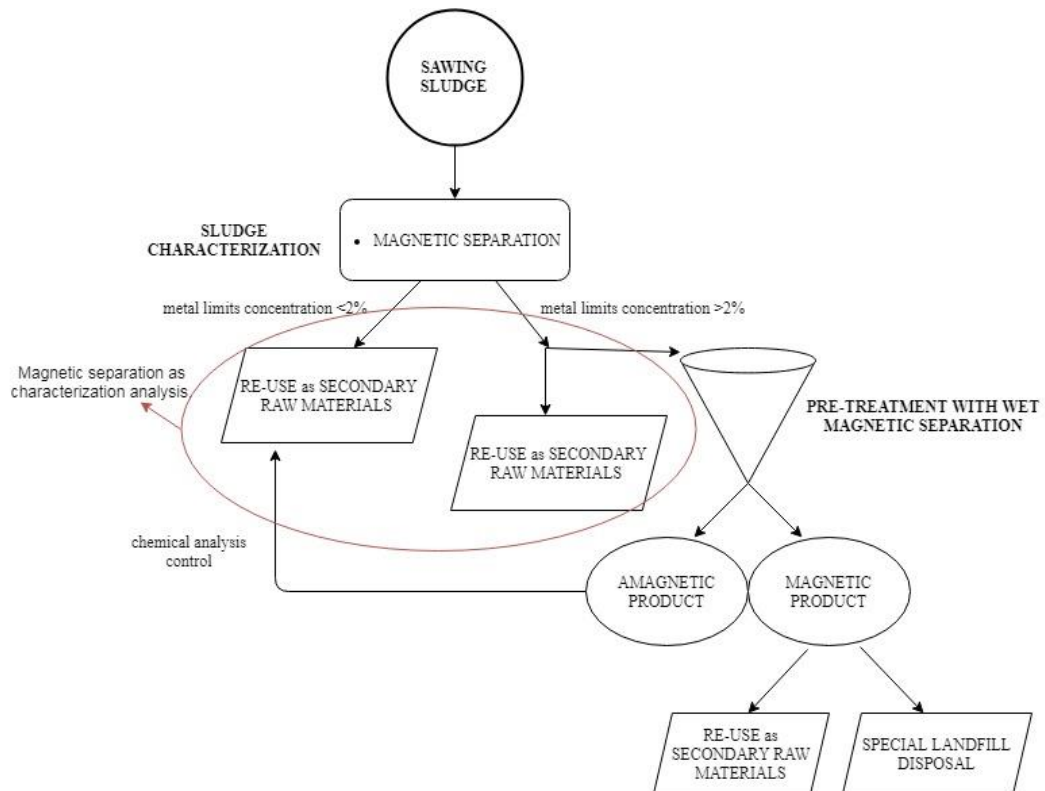 SAWING
SLUDGE
SLUDGE
CHARACTERIZATION
• MAGNETIC SEPARATION
metal limits concentration <2%
metal limits concentration >2%
Magnetic separation as
characterization analysis.
RE-USE as SECONDARY
RAW MATERIALS
RE-USE as SECONDARY
RAW MATERIALS
PRE-TREATMENT WITH WET
MAGNETIC SEPARATION
chemical analysis
control
AMAGNETIC
PRODUCT
MAGNETIC
PRODUCT
RE-USE as
SECONDARY RAW
MATERIALS
SPECIAL LANDFILL
DISPOSAL